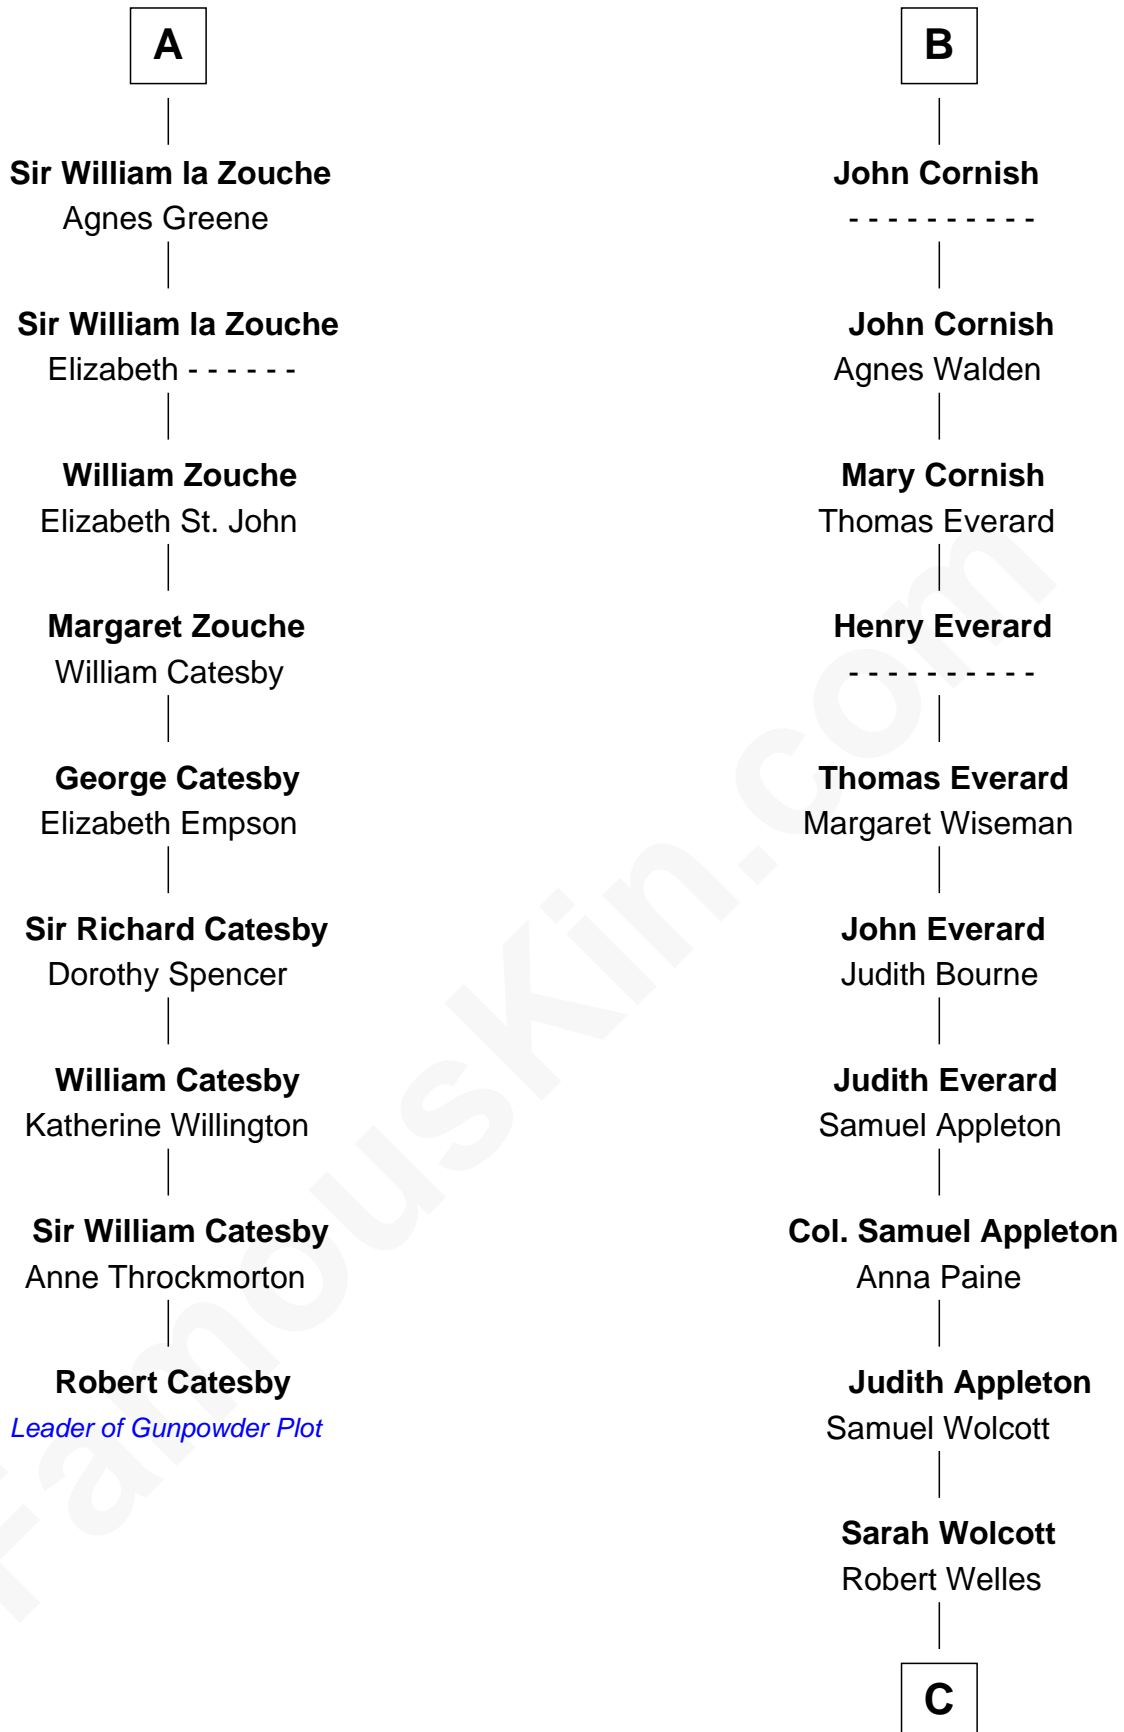 A
Sir William la Zouche
Agnes Greene
Sir William la Zouche
Elizabeth - - - - - -
William Zouche
Elizabeth St. John
Margaret Zouche
William Catesby
George Catesby
Elizabeth Empson
Sir Richard Catesby
Dorothy Spencer
William Catesby
Katherine Willington
Sir William Catesby
Anne Throckmorton
Robert Catesby
Leader of Gunpowder Plot
B
John Cornish
- - - - - - - - - -
John Cornish
Agnes Walden
Mary Cornish
Thomas Everard
Henry Everard
- - - - - - - - - -
Thomas Everard
Margaret Wiseman
John Everard
Judith Bourne
Judith Everard
Samuel Appleton
Col. Samuel Appleton
Anna Paine
Judith Appleton
Samuel Wolcott
Sarah Wolcott
Robert Welles
C
FamousKin.com